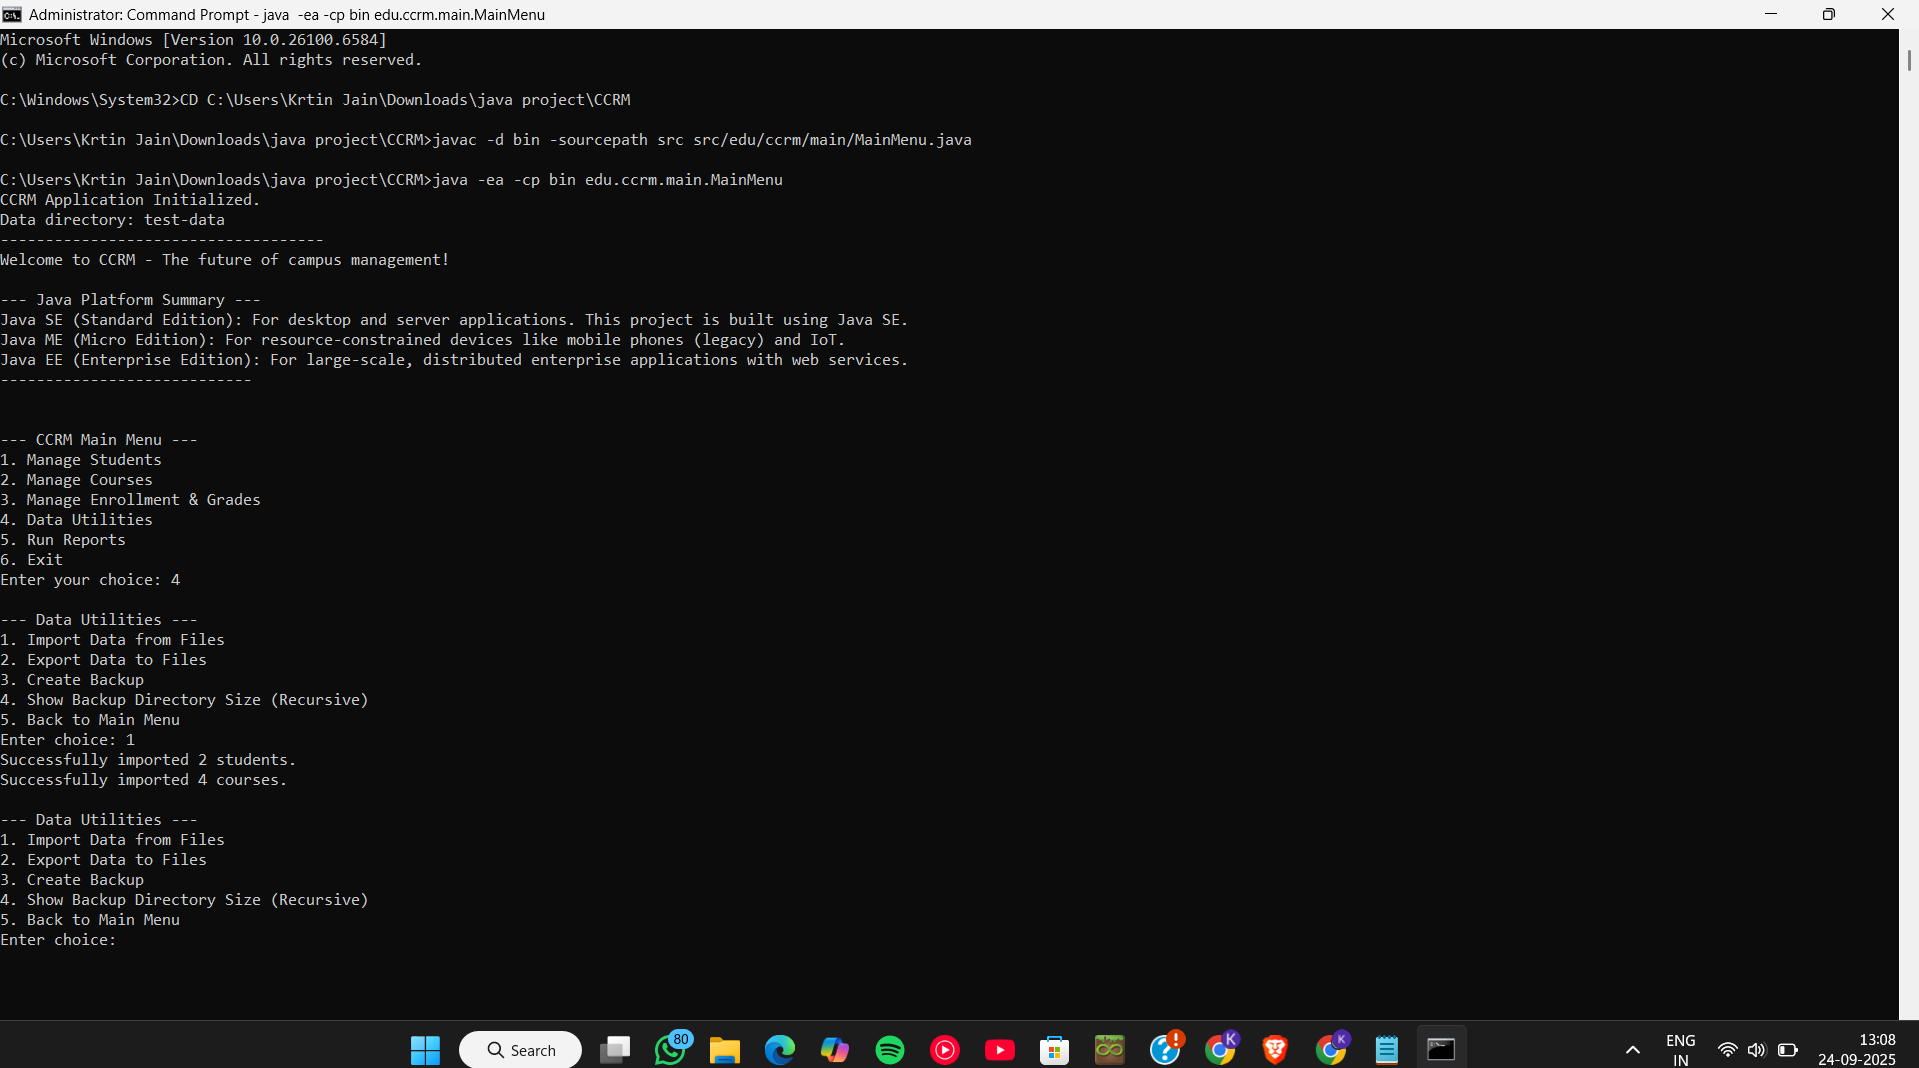 Administrator: Command Prompt - java  -ea -cp bin edu.ccrm.main.MainMenu
Microsoft Windows [Version 10.0.26100.6584]
(c) Microsoft Corporation. All rights reserved.
C:\Windows\System32>CD C:\Users\Krtin Jain\Downloads\java project\CCRM
C:\Users\Krtin Jain\Downloads\java project\CCRM>javac -d bin -sourcepath src src/edu/ccrm/main/MainMenu.java
C:\Users\Krtin Jain\Downloads\java project\CCRM>java -ea -cp bin edu.ccrm.main.MainMenu
CCRM Application Initialized.
Data directory: test-data
------------------------------------
Welcome to CCRM - The future of campus management!
--- Java Platform Summary ---
Java SE (Standard Edition): For desktop and server applications. This project is built using Java SE.
Java ME (Micro Edition): For resource-constrained devices like mobile phones (legacy) and IoT.
Java EE (Enterprise Edition): For large-scale, distributed enterprise applications with web services.
----------------------------
--- CCRM Main Menu ---
1. Manage Students
2. Manage Courses
3. Manage Enrollment & Grades
4. Data Utilities
5. Run Reports
6. Exit
Enter your choice: 4
--- Data Utilities ---
1. Import Data from Files
2. Export Data to Files
3. Create Backup
4. Show Backup Directory Size (Recursive)
5. Back to Main Menu
Enter choice: 1
Successfully imported 2 students.
Successfully imported 4 courses.
--- Data Utilities ---
1. Import Data from Files
2. Export Data to Files
3. Create Backup
4. Show Backup Directory Size (Recursive)
5. Back to Main Menu
Enter choice:
Search
80
K
K
ENG
IN
13:08
24-09-2025